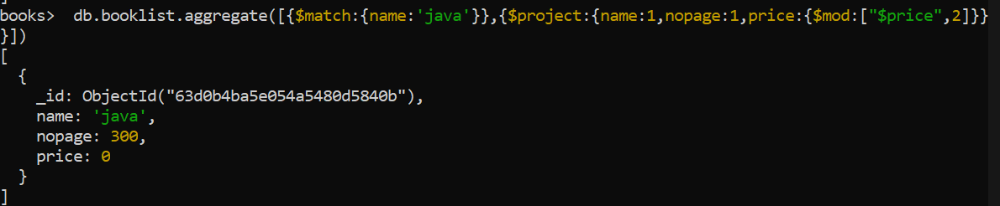 books>  db.booklist.aggregate([{$match:{name:'java'}},{$project:{name:1,nopage:1,price:{$mod:["$price",2]}}
}])
[
  {
    _id: ObjectId("63d0b4ba5e054a5480d5840b"),
    name: 'java',
    nopage: 300,
    price: 0
  }
]